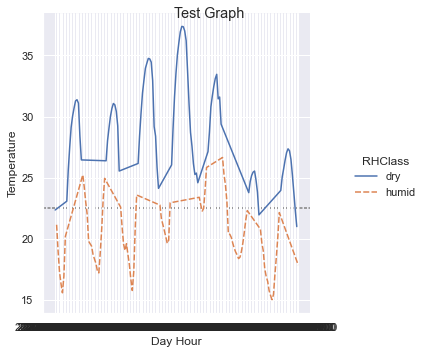 Test Graph
35
30
25
20
15
Temperature
Day Hour
RHClass
dry
humid